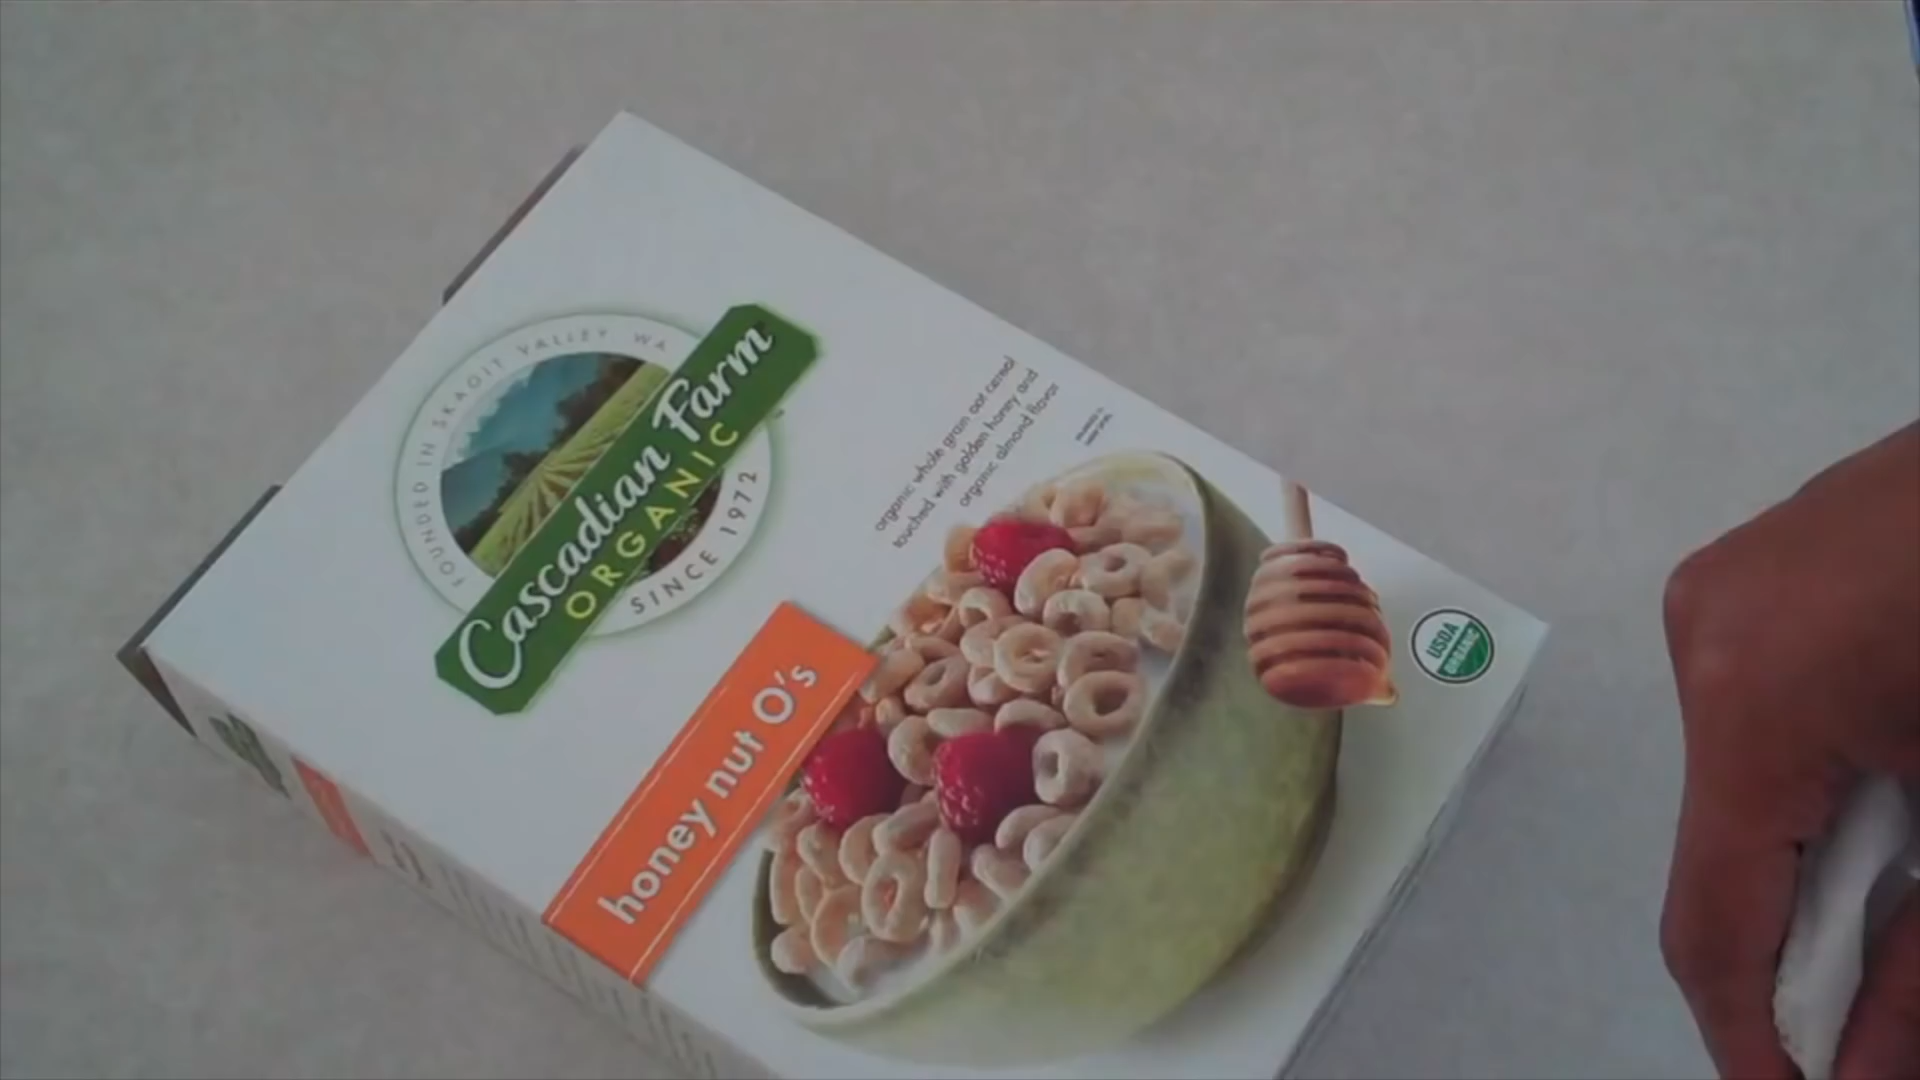 FOUNDED IN SKAGIT VALLEY, WA
Cascadian Farm
ORGANIC
SINCE 1972
honey nut O's
organic whole grain oat cereal
touched with golden honey and
organic almond flavor
USDA
ORGANIC